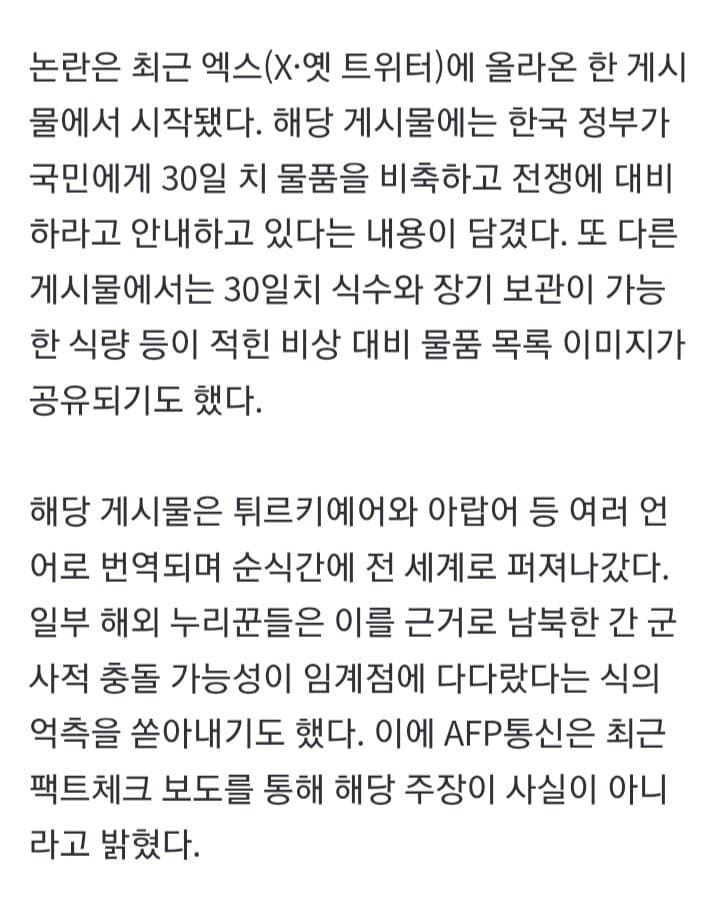 논란은 최근 엑스(X·옛 트위터)에 올라온 한 게시
물에서 시작됐다. 해당 게시물에는 한국 정부가
국민에게 30일 치 물품을 비축하고 전쟁에 대비
하라고 안내하고 있다는 내용이 담겼다. 또 다른
게시물에서는 30일치 식수와 장기 보관이 가능
한 식량 등이 적힌 비상 대비 물품 목록 이미지가
공유되기도 했다.
해당 게시물은 튀르키예어와 아랍어 등 여러 언
어로 번역되며 순식간에 전 세계로 퍼져나갔다.
일부 해외 누리꾼들은 이를 근거로 남북한 간 군
사적 충돌 가능성이 임계점에 다다랐다는 식의
억측을 쏟아내기도 했다. 이에 AFP통신은 최근
팩트체크 보도를 통해 해당 주장이 사실이 아니
라고 밝혔다.